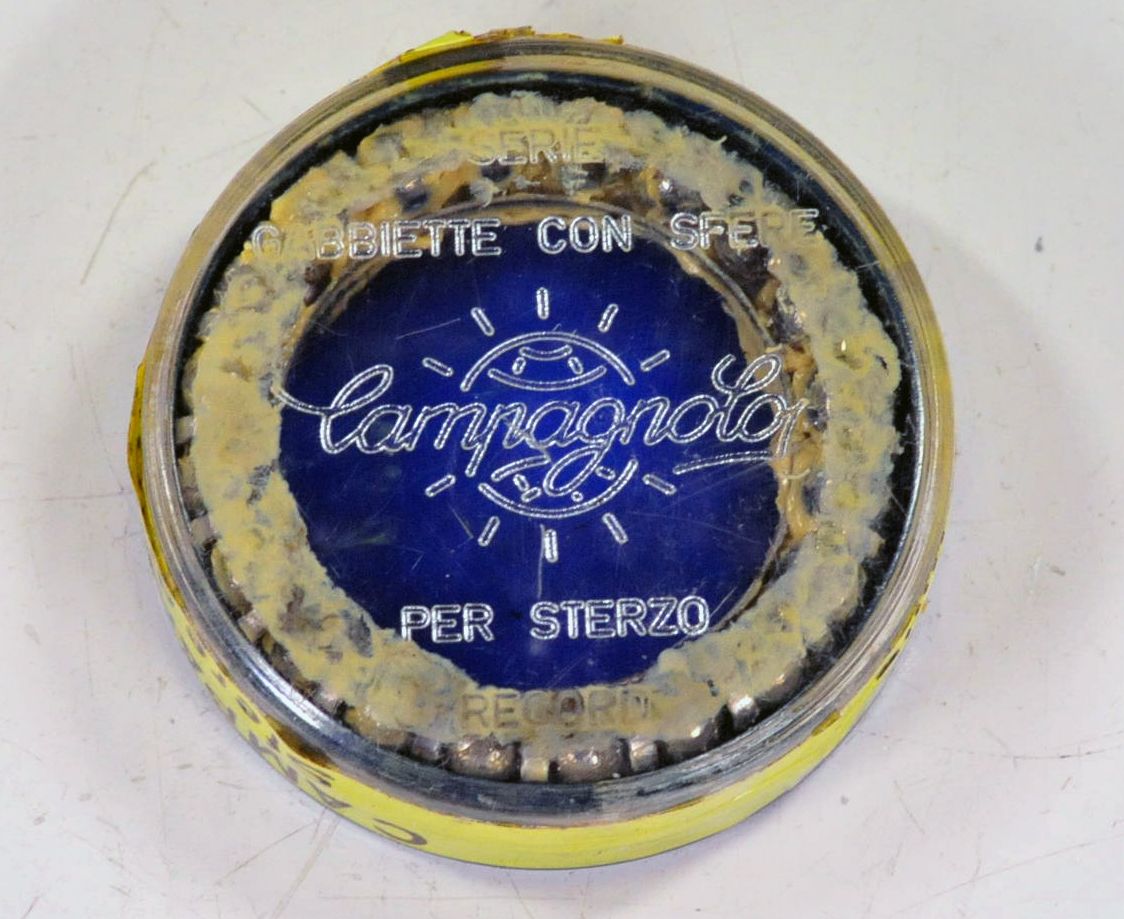 SERIE
GABBIETTE CON SFERE
Campagnolo
PER STERZO
RECORD